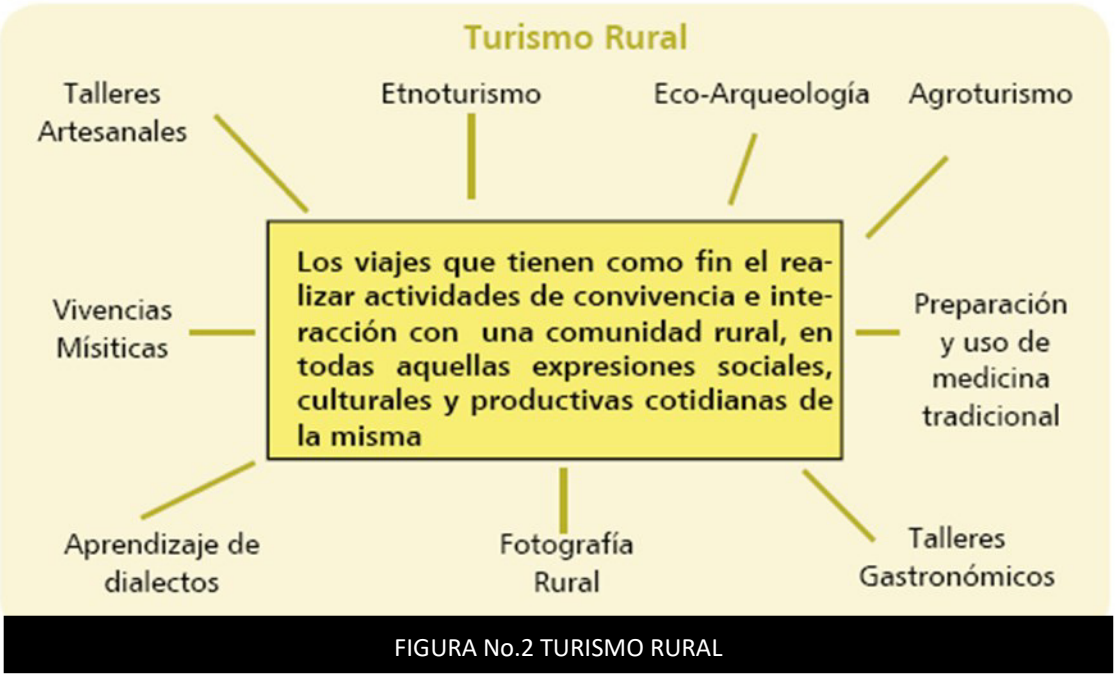 Turismo Rural
Talleres
Artesanales
Etnoturismo
Eco-Arqueología
Agroturismo
Los viajes que tienen como fin el rea-
lizar actividades de convivencia e inte-
racción con una comunidad rural, en
todas aquellas expresiones sociales,
culturales y productivas cotidianas de
la misma
Vivencias
Mísiticas
Preparación
y uso de
medicina
tradicional
Aprendizaje de
dialectos
Fotografía
Rural
Talleres
Gastronómicos
FIGURA No.2 TURISMO RURAL